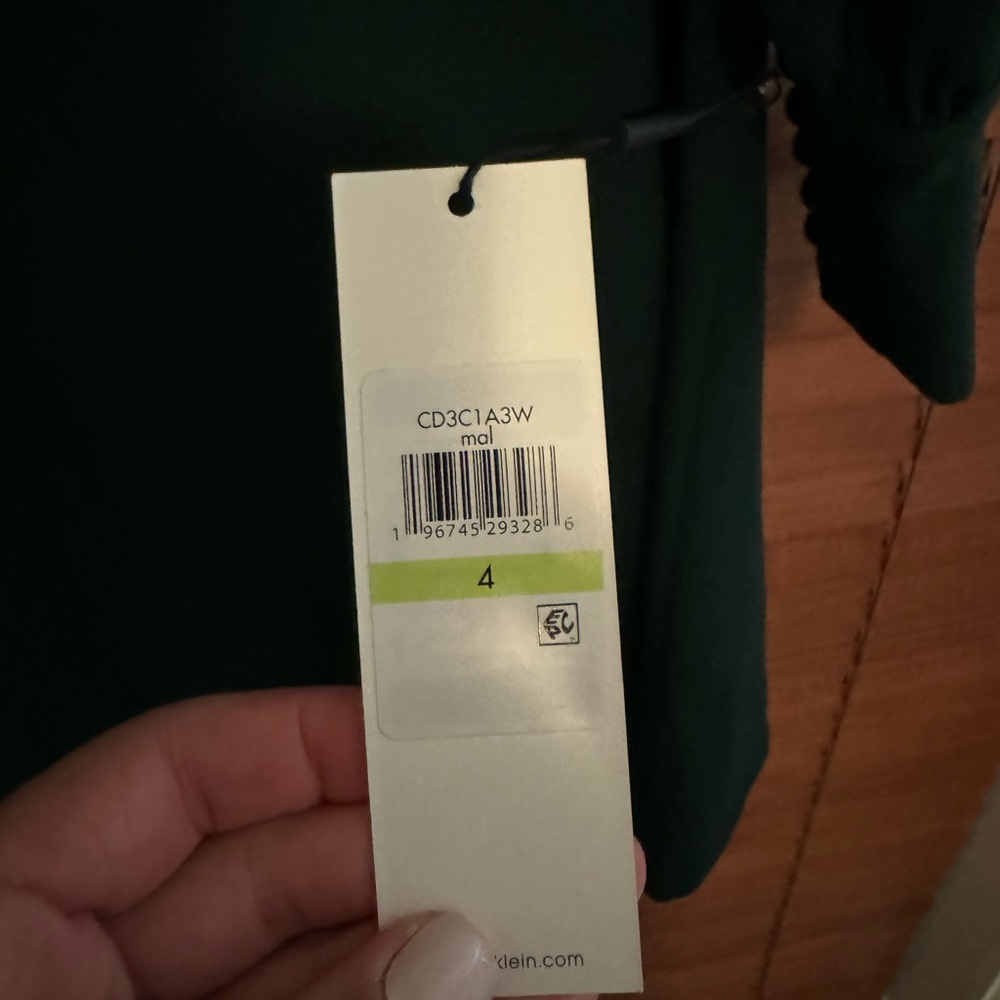 CD3C1A3W
mal
1 96745 29328 6
4
klein.com